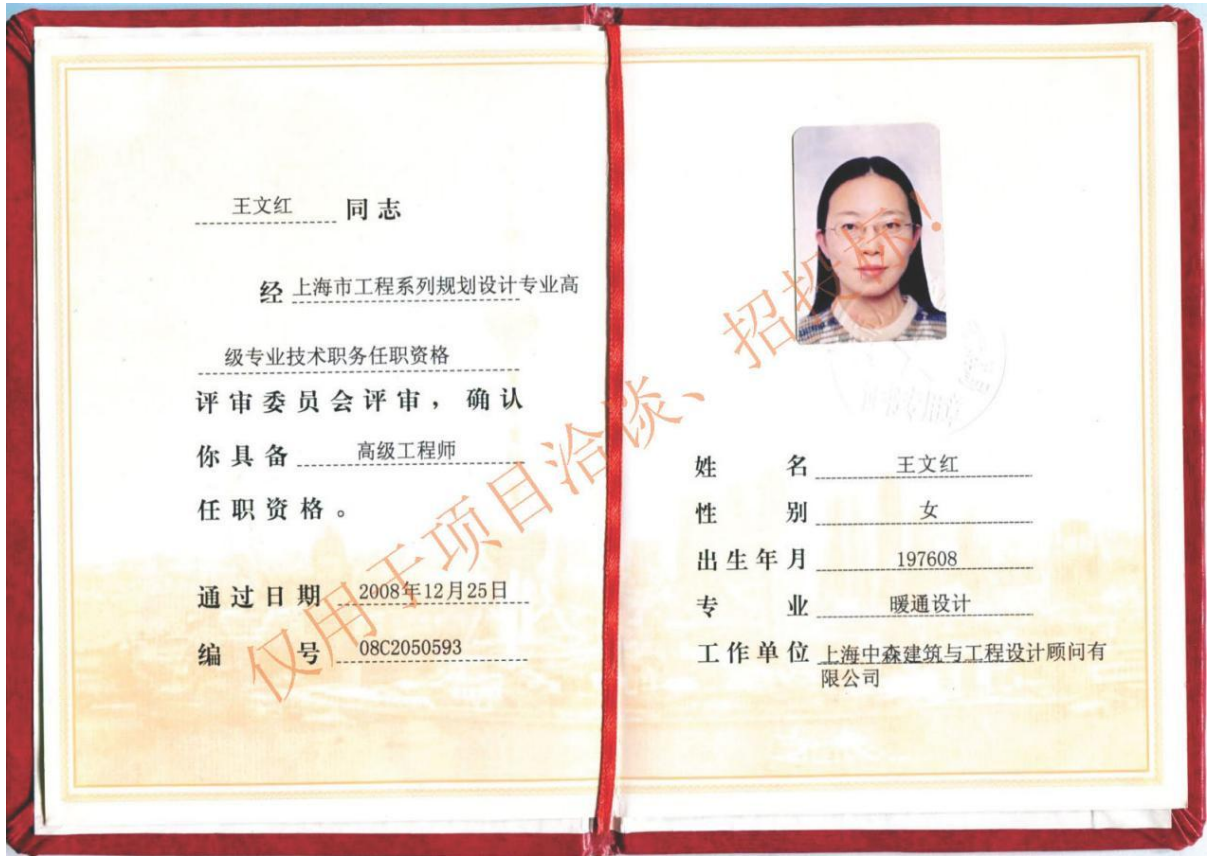 王文红 同志
经 上海市工程系列规划设计专业高
级专业技术职务任职资格
评审委员会评审，确认
你具备 高级工程师
任职资格。
通过日期 2008年12月25日
编 号 08C2050593
姓 名 王文红
性 别 女
出生年月 197608
专 业 暖通设计
工作单位 上海中森建筑与工程设计顾问有
限公司
仅用于项目洽谈、招投标！